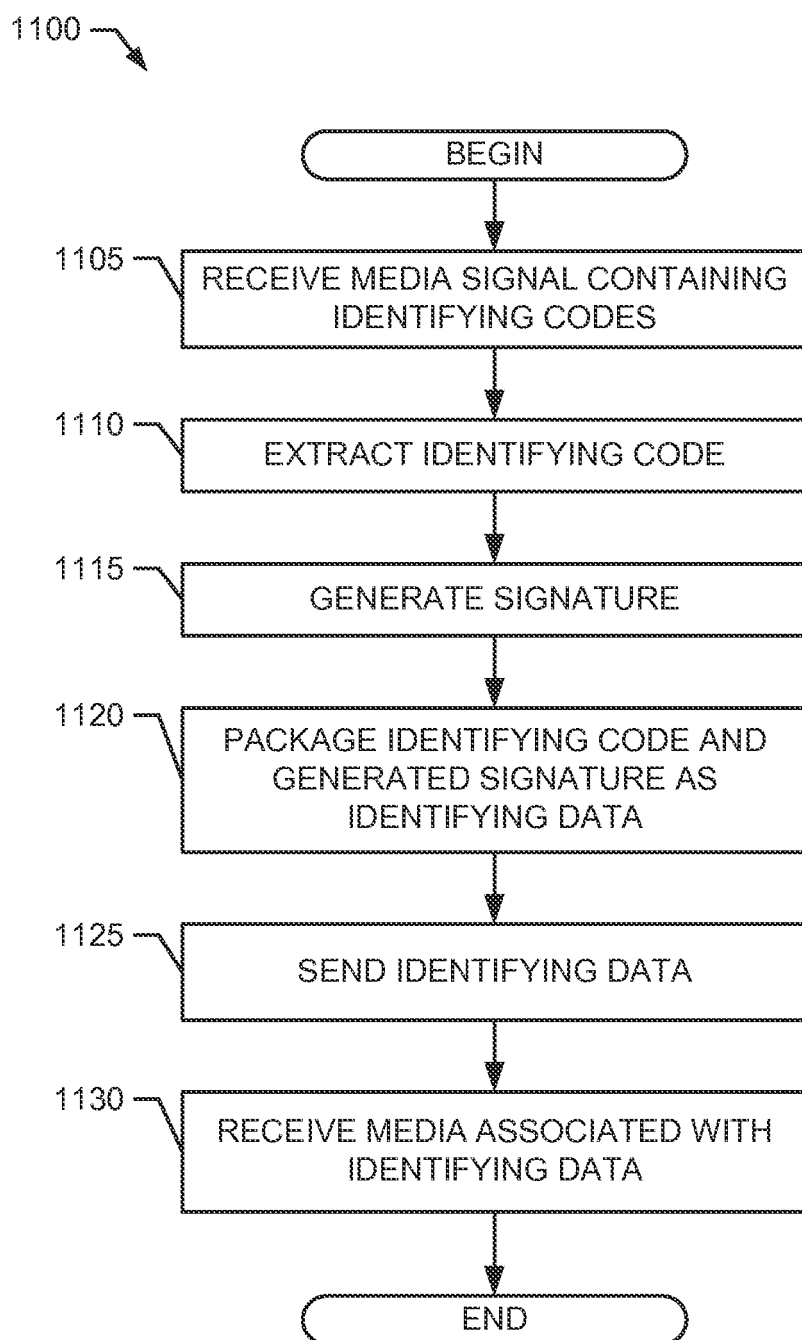 1100
BEGIN
1105
RECEIVE MEDIA SIGNAL CONTAINING
IDENTIFYING CODES
1110
EXTRACT IDENTIFYING CODE
1115
GENERATE SIGNATURE
1120
PACKAGE IDENTIFYING CODE AND
GENERATED SIGNATURE AS
IDENTIFYING DATA
1125
SEND IDENTIFYING DATA
1130
RECEIVE MEDIA ASSOCIATED WITH
IDENTIFYING DATA
END